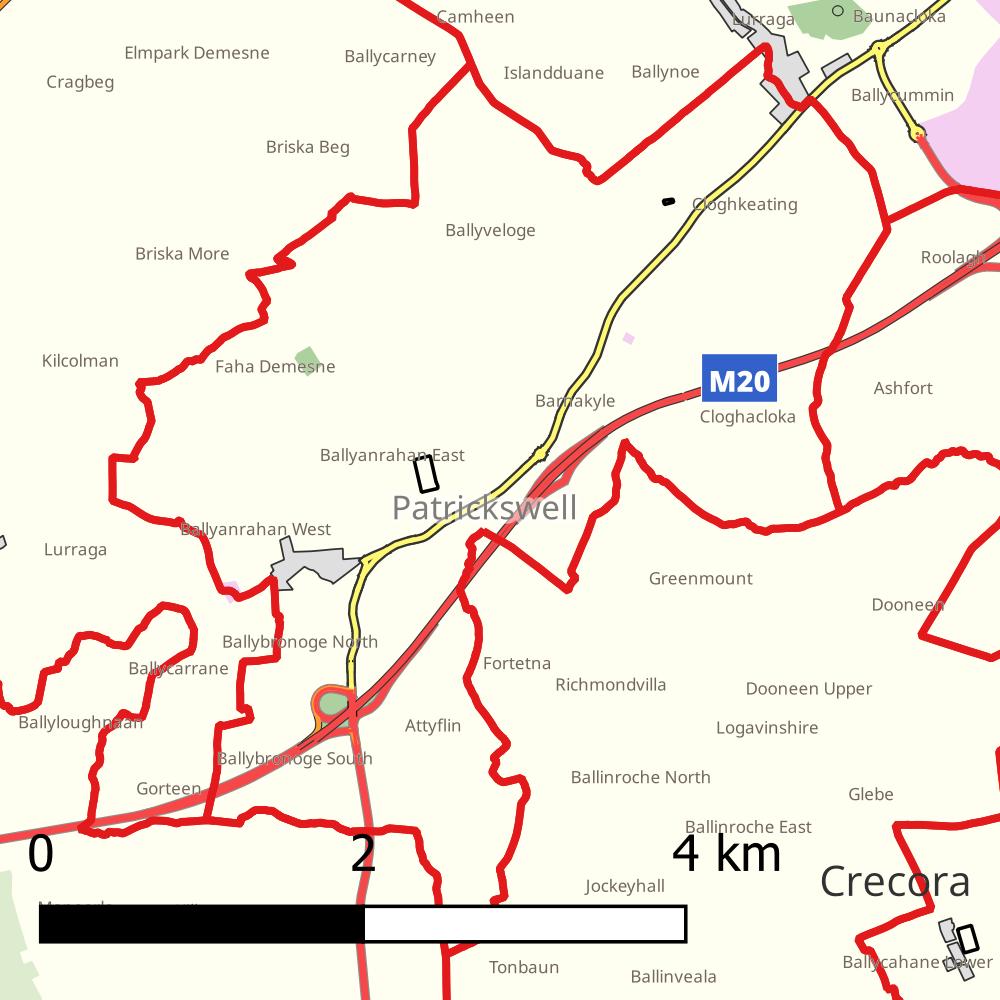 Camheen
Lurraga
Baunacloka
Elmpark Demesne
Ballycarney
Cragbeg
Islandduane
Ballynoe
Ballycummin
Briska Beg
Cloghkeating
Ballyveloge
Briska More
Roolagh
Kilcolman
Faha Demesne
M20
Ashfort
Barnakyle
Cloghacloka
Ballyanrahan East
Patrickswell
Ballyanrahan West
Lurraga
Greenmount
Dooneen
Ballybronoge North
Ballycarrane
Fortetna
Richmondvilla
Dooneen Upper
Ballyloughnaan
Attyflin
Logavinshire
Ballybronoge South
Ballinroche North
Gorteen
Glebe
Ballinroche East
0 2 4 km
Crecora
Jockeyhall
Ballycahane Lower
Tonbaun
Ballinveala